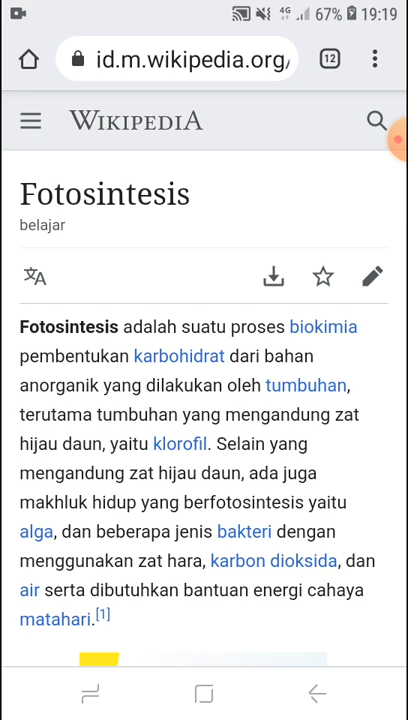 4G 67% 19:19
id.m.wikipedia.org/ 12
WIKIPEDIA
Fotosintesis
belajar
Fotosintesis adalah suatu proses biokimia
pembentukan karbohidrat dari bahan
anorganik yang dilakukan oleh tumbuhan,
terutama tumbuhan yang mengandung zat
hijau daun, yaitu klorofil. Selain yang
mengandung zat hijau daun, ada juga
makhluk hidup yang berfotosintesis yaitu
alga, dan beberapa jenis bakteri dengan
menggunakan zat hara, karbon dioksida, dan
air serta dibutuhkan bantuan energi cahaya
matahari.[1]